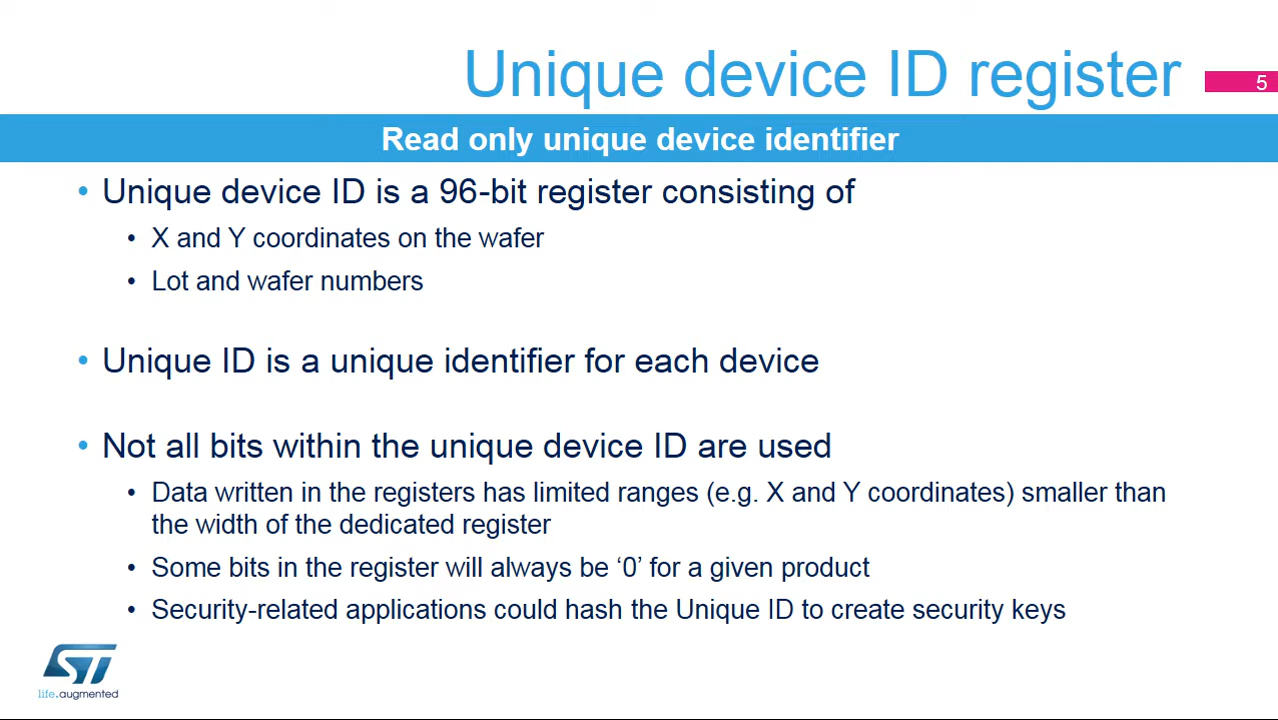 Unique device ID register
5
Read only unique device identifier
• Unique device ID is a 96-bit register consisting of
• X and Y coordinates on the wafer
• Lot and wafer numbers
• Unique ID is a unique identifier for each device
• Not all bits within the unique device ID are used
• Data written in the registers has limited ranges (e.g. X and Y coordinates) smaller than
the width of the dedicated register
• Some bits in the register will always be ‘0’ for a given product
• Security-related applications could hash the Unique ID to create security keys
ST
life.augmented